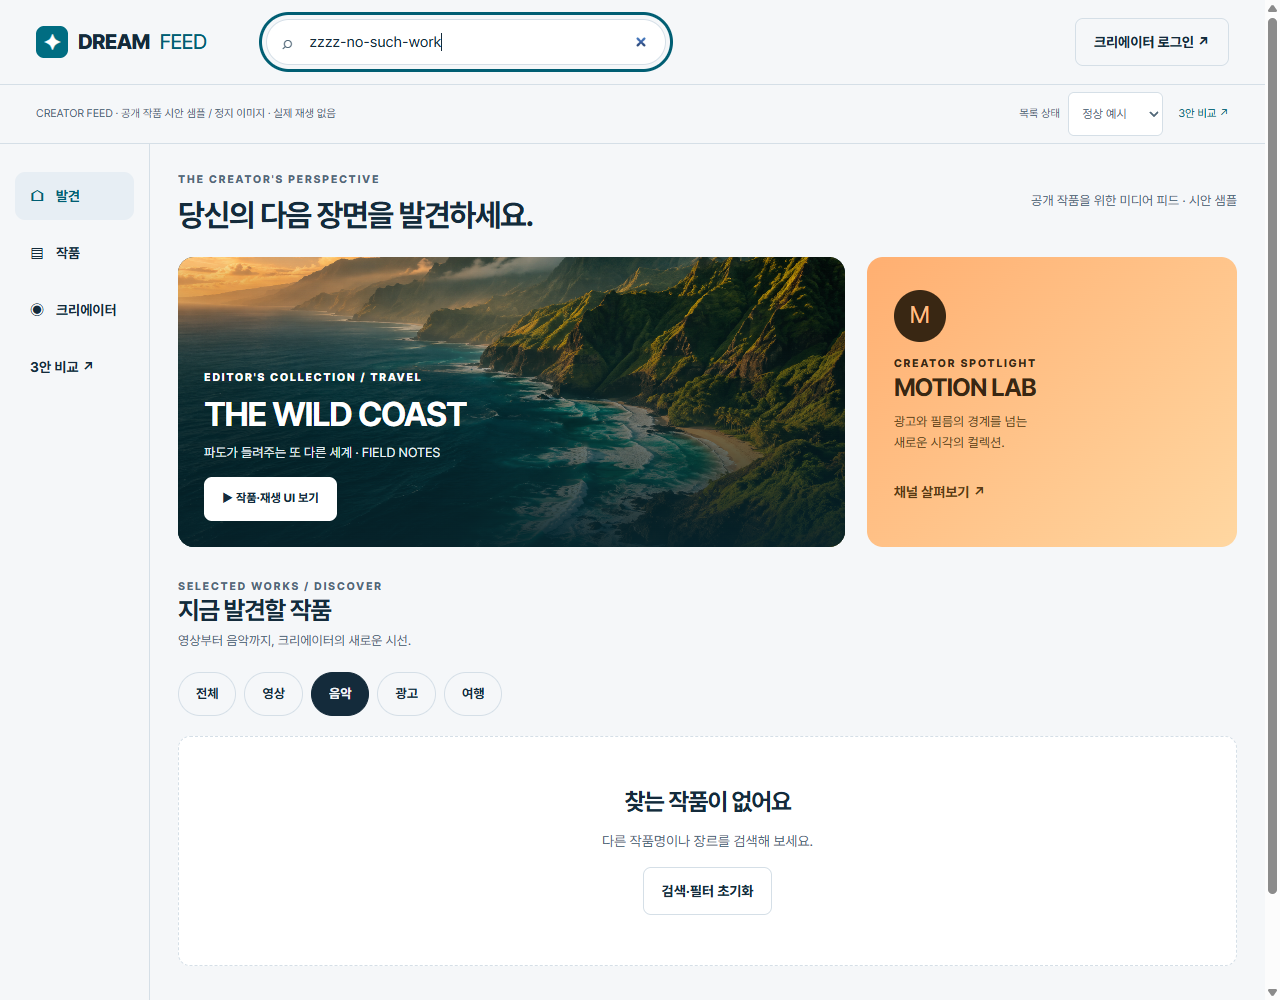 DREAM FEED
zzzz-no-such-work
크리에이터 로그인 ↗
CREATOR FEED · 공개 작품 시안 샘플 / 정지 이미지 · 실제 재생 없음
목록 상태
정상 예시
3안 비교 ↗
발견
작품
크리에이터
3안 비교 ↗
THE CREATOR'S PERSPECTIVE
당신의 다음 장면을 발견하세요.
공개 작품을 위한 미디어 피드 · 시안 샘플
EDITOR'S COLLECTION / TRAVEL
THE WILD COAST
파도가 들려주는 또 다른 세계 · FIELD NOTES
▶ 작품·재생 UI 보기
M
CREATOR SPOTLIGHT
MOTION LAB
광고와 필름의 경계를 넘는
새로운 시각의 컬렉션.
채널 살펴보기 ↗
SELECTED WORKS / DISCOVER
지금 발견할 작품
영상부터 음악까지, 크리에이터의 새로운 시선.
전체
영상
음악
광고
여행
찾는 작품이 없어요
다른 작품명이나 장르를 검색해 보세요.
검색·필터 초기화